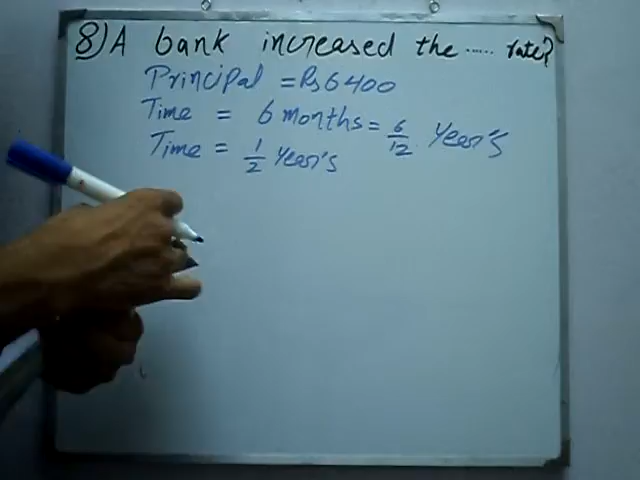 8) A bank increased the ..... rate?
Principal = Rs 6400
Time = 6 months = 6/12 Year's
Time = 1/2 Year's